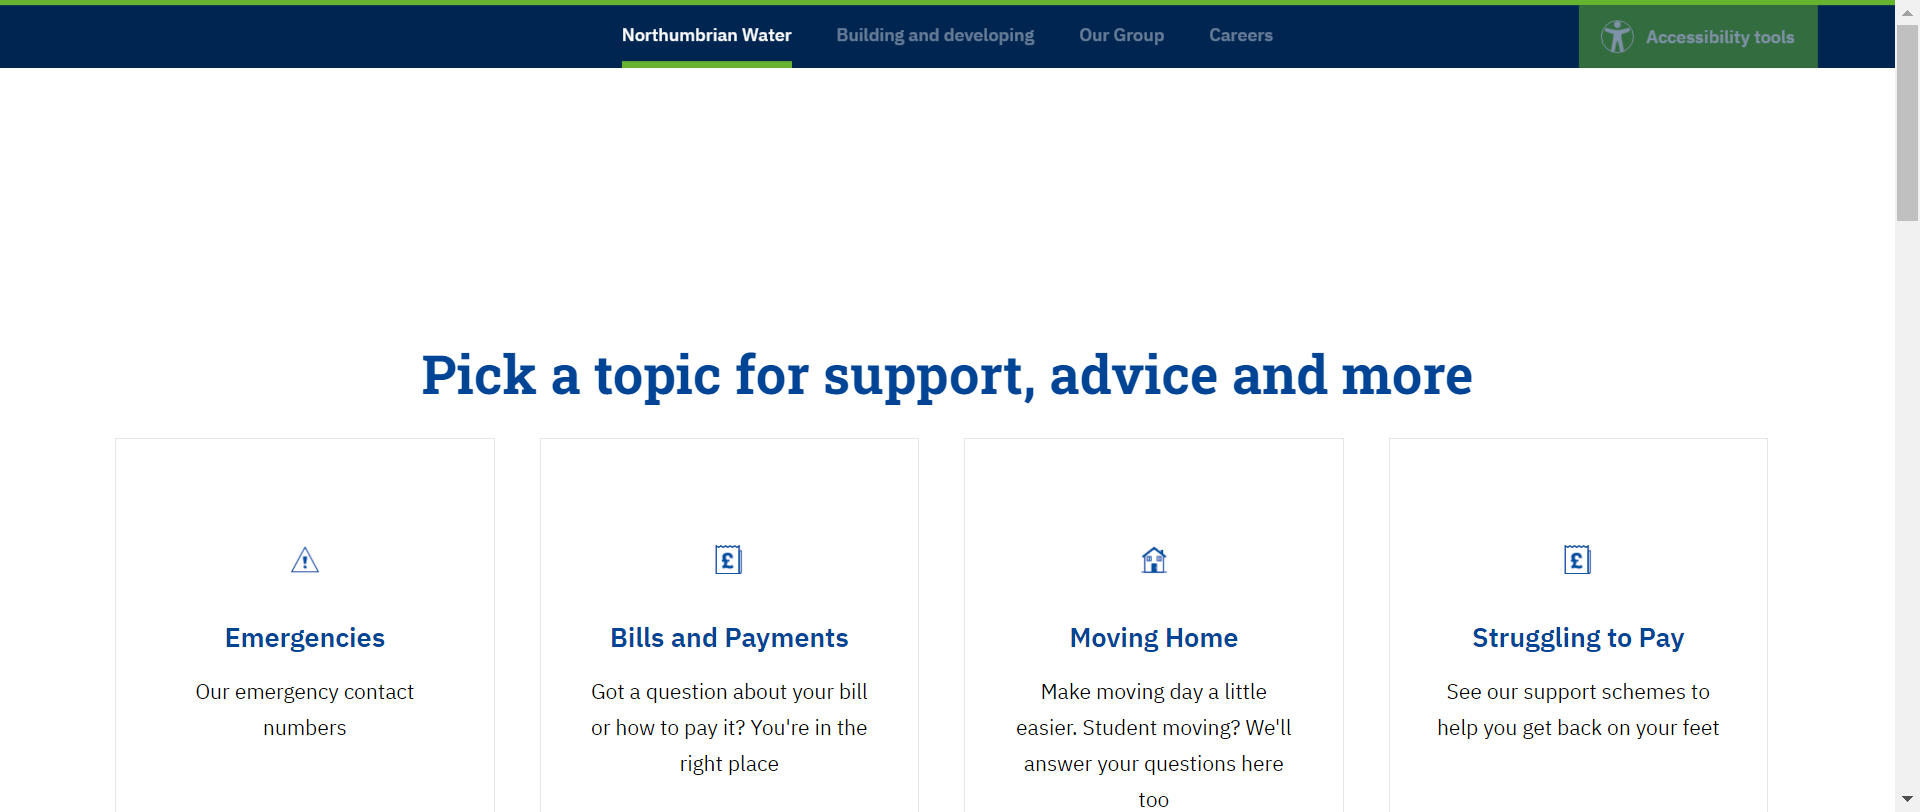 Northumbrian Water
Building and developing
Our Group
Careers
Accessibility tools
Pick a topic for support, advice and more
Emergencies
Our emergency contact
numbers
Bills and Payments
Got a question about your bill
or how to pay it? You're in the
right place
Moving Home
Make moving day a little
easier. Student moving? We'll
answer your questions here
too
Struggling to Pay
See our support schemes to
help you get back on your feet